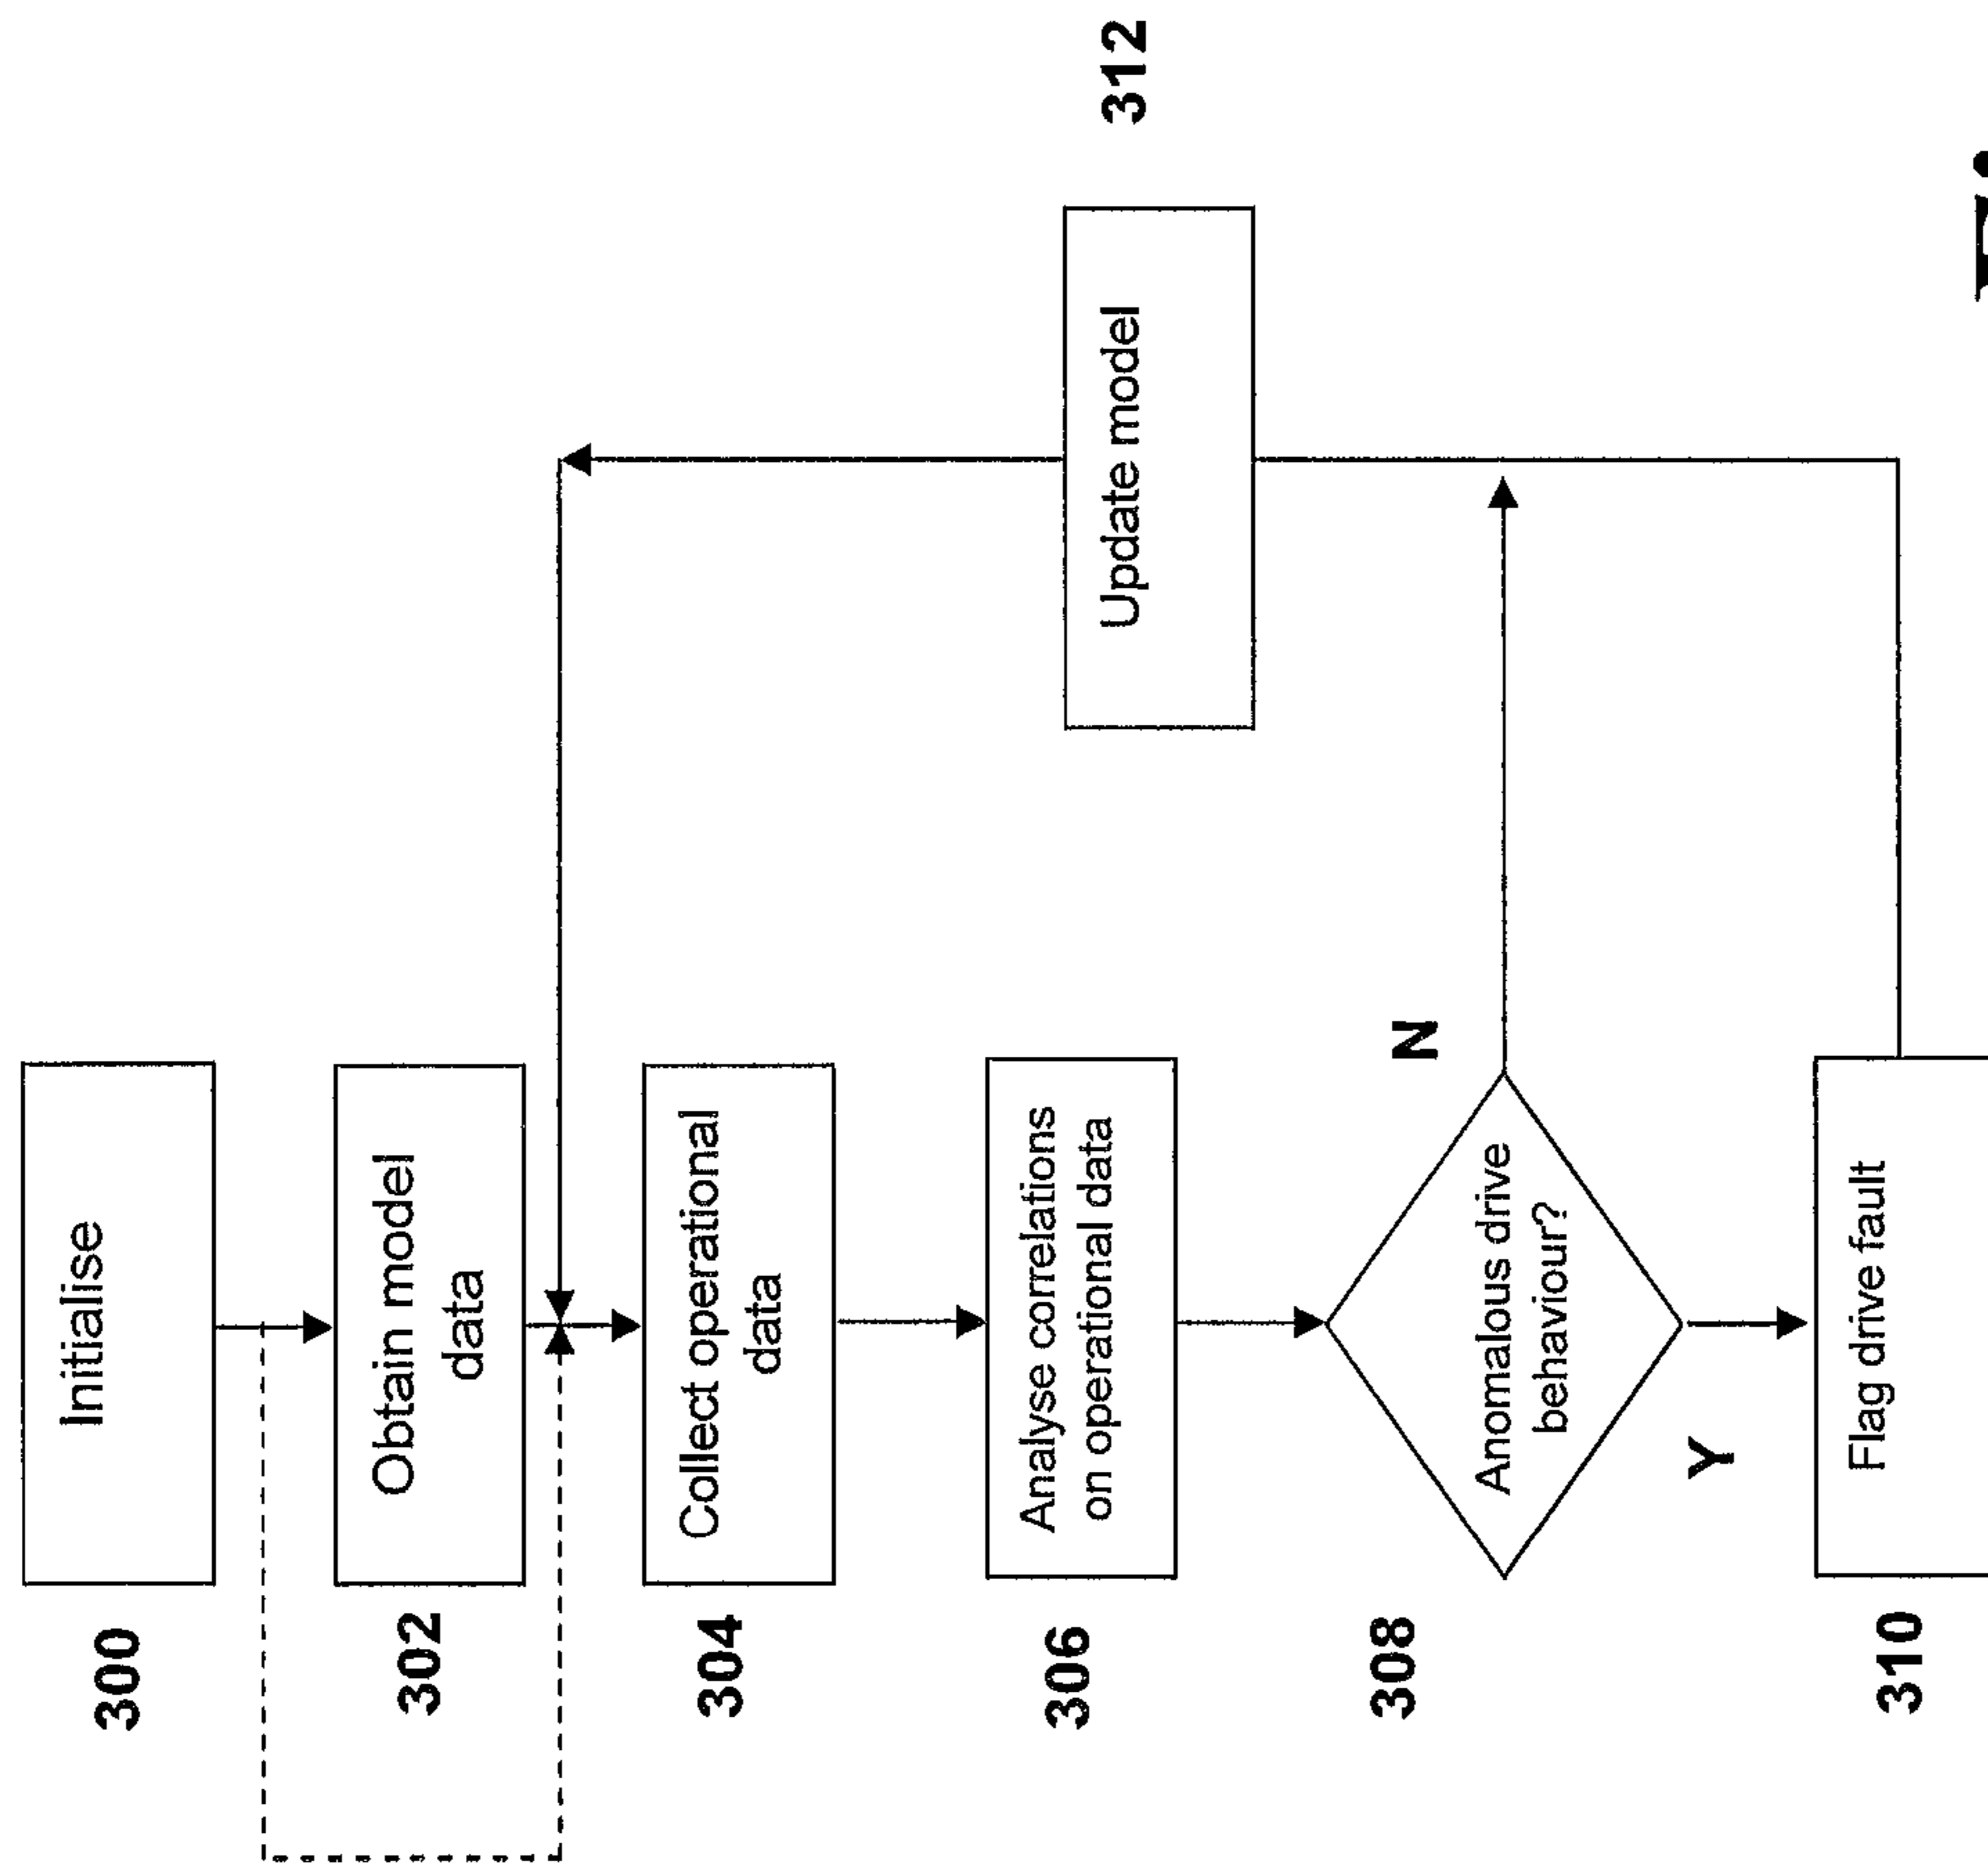 300
Initialise
302
Obtain model
data
304
Collect operational
data
306
Analyse correlations
on operational data
308
Anomalous drive
behaviour?
N
Y
310
Flag drive fault
312
Update model